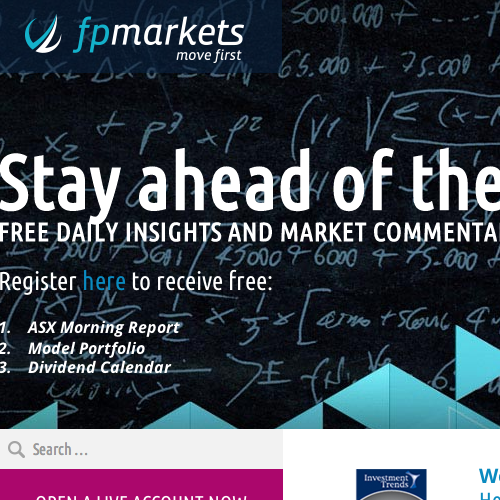 fpmarkets
move first
Stay ahead of the
FREE DAILY INSIGHTS AND MARKET
Register here to receive free:
1. ASX Morning Report
2. Model Portfolio
3. Dividend Calendar
Search ...
OPEN A LIVE ACCOUNT NOW
Investment
Trends